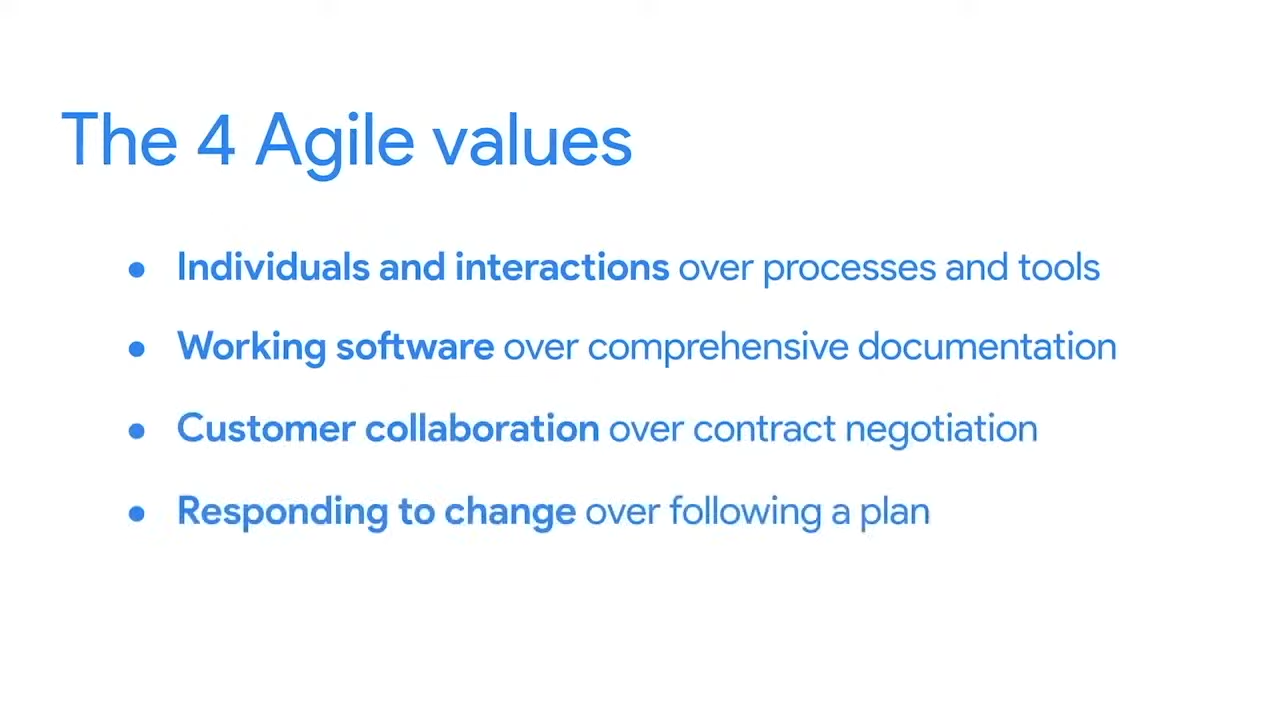 The 4 Agile values
● Individuals and interactions over processes and tools
● Working software over comprehensive documentation
● Customer collaboration over contract negotiation
● Responding to change over following a plan